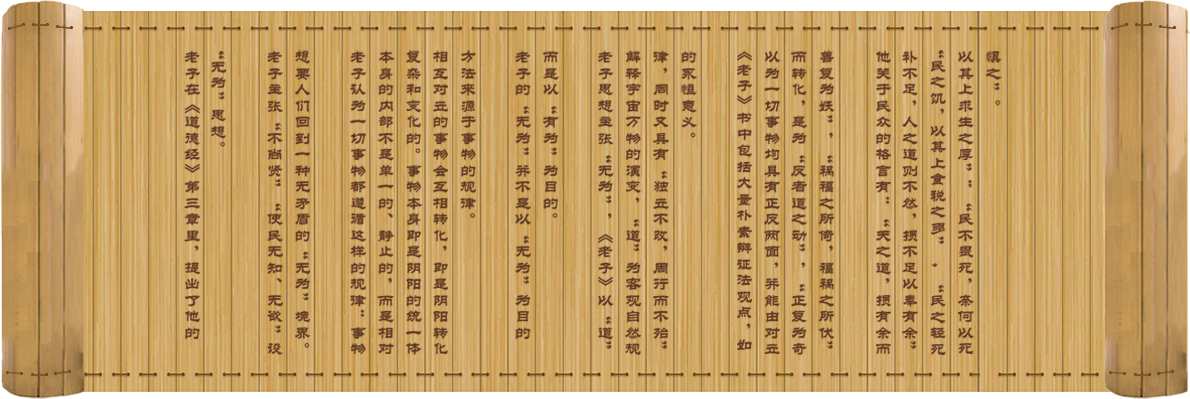 老子在《道德经》第三章里，提出了他的
“无为”思想。
老子主张“不尚贤”“使民无知、无欲”设
想要人们回到一种无矛盾的“无为”境界。
老子认为一切事物都遵循这样的规律：事物
本身的内部不是单一的、静止的，而是相对
复杂和变化的。事物本身即是阴阳的统一体
相互对立的事物会互相转化，即是阴阳转化
方法来源于事物的规律。
老子的“无为”并不是以“无为”为目的
而是以“有为”为目的。
老子思想主张“无为”，《老子》以“道”
解释宇宙万物的演变，“道”为客观自然规
律，同时又具有“独立不改，周行而不殆”
的永恒意义。
《老子》书中包括大量朴素辩证法观点，如
以为一切事物均具有正反两面，并能由对立
而转化，是为“反者道之动”，“正复为奇
善复为妖”，“祸福之所倚，福祸之所伏”
他关于民众的格言有：“天之道，损有余而
补不足，人之道则不然，损不足以奉有余”
“民之饥，以其上食税之多”，“民之轻死
以其上求生之厚”；“民不畏死，奈何以死
惧之”。